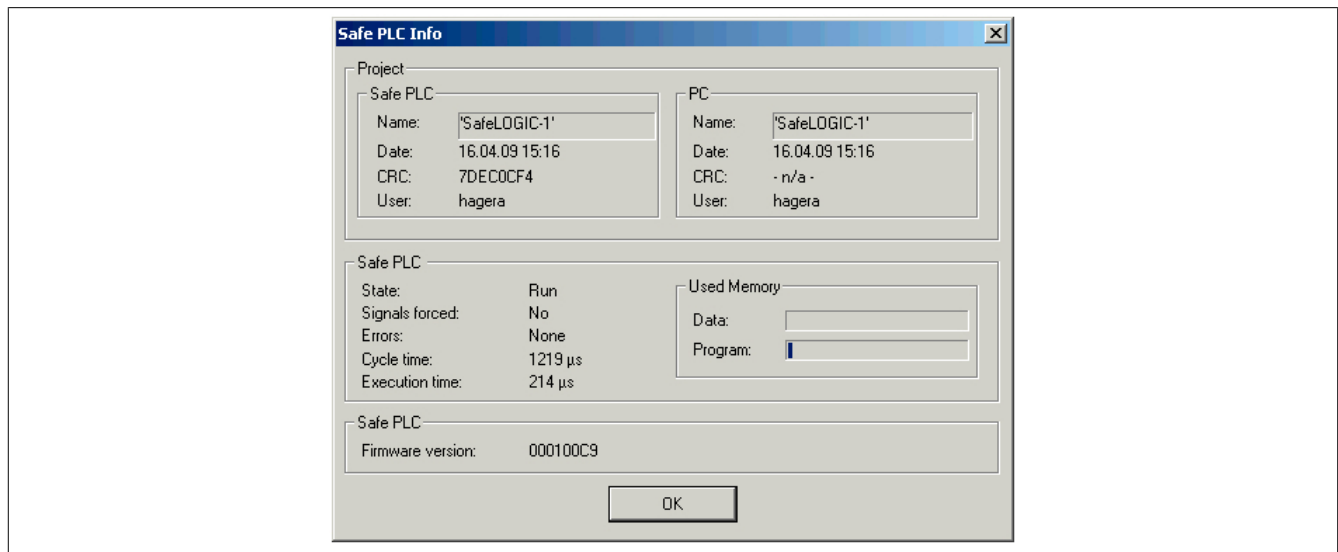 Safe PLC Info
Project
Safe PLC
Name: 'SafeLOGIC-1'
Date: 16.04.09 15:16
CRC: 7DEC0CF4
User: hagera
PC
Name: 'SafeLOGIC-1'
Date: 16.04.09 15:16
CRC: - n/a -
User: hagera
Safe PLC
State: Run
Signals forced: No
Errors: None
Cycle time: 1219 µs
Execution time: 214 µs
Used Memory
Data:
Program:
Safe PLC
Firmware version: 000100C9
OK